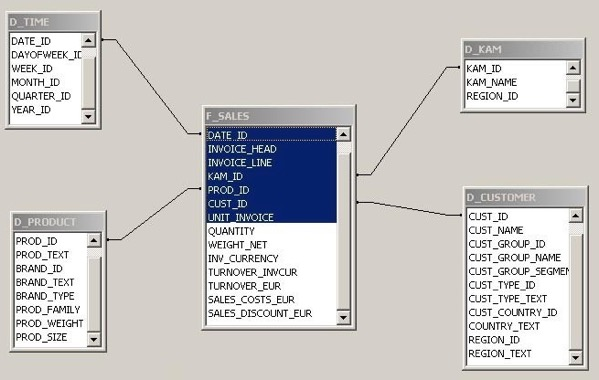 D_TIME
DATE_ID
DAYOFWEEK_ID
WEEK_ID
MONTH_ID
QUARTER_ID
YEAR_ID
D_KAM
KAM_ID
KAM_NAME
REGION_ID
F_SALES
DATE_ID
INVOICE_HEAD
INVOICE_LINE
KAM_ID
PROD_ID
CUST_ID
UNIT_INVOICE
QUANTITY
WEIGHT_NET
INV_CURRENCY
TURNOVER_INVCUR
TURNOVER_EUR
SALES_COSTS_EUR
SALES_DISCOUNT_EUR
D_PRODUCT
PROD_ID
PROD_TEXT
BRAND_ID
BRAND_TEXT
BRAND_TYPE
PROD_FAMILY
PROD_WEIGHT
PROD_SIZE
D_CUSTOMER
CUST_ID
CUST_NAME
CUST_GROUP_ID
CUST_GROUP_NAME
CUST_GROUP_SEGMEN
CUST_TYPE_ID
CUST_TYPE_TEXT
CUST_COUNTRY_ID
COUNTRY_TEXT
REGION_ID
REGION_TEXT